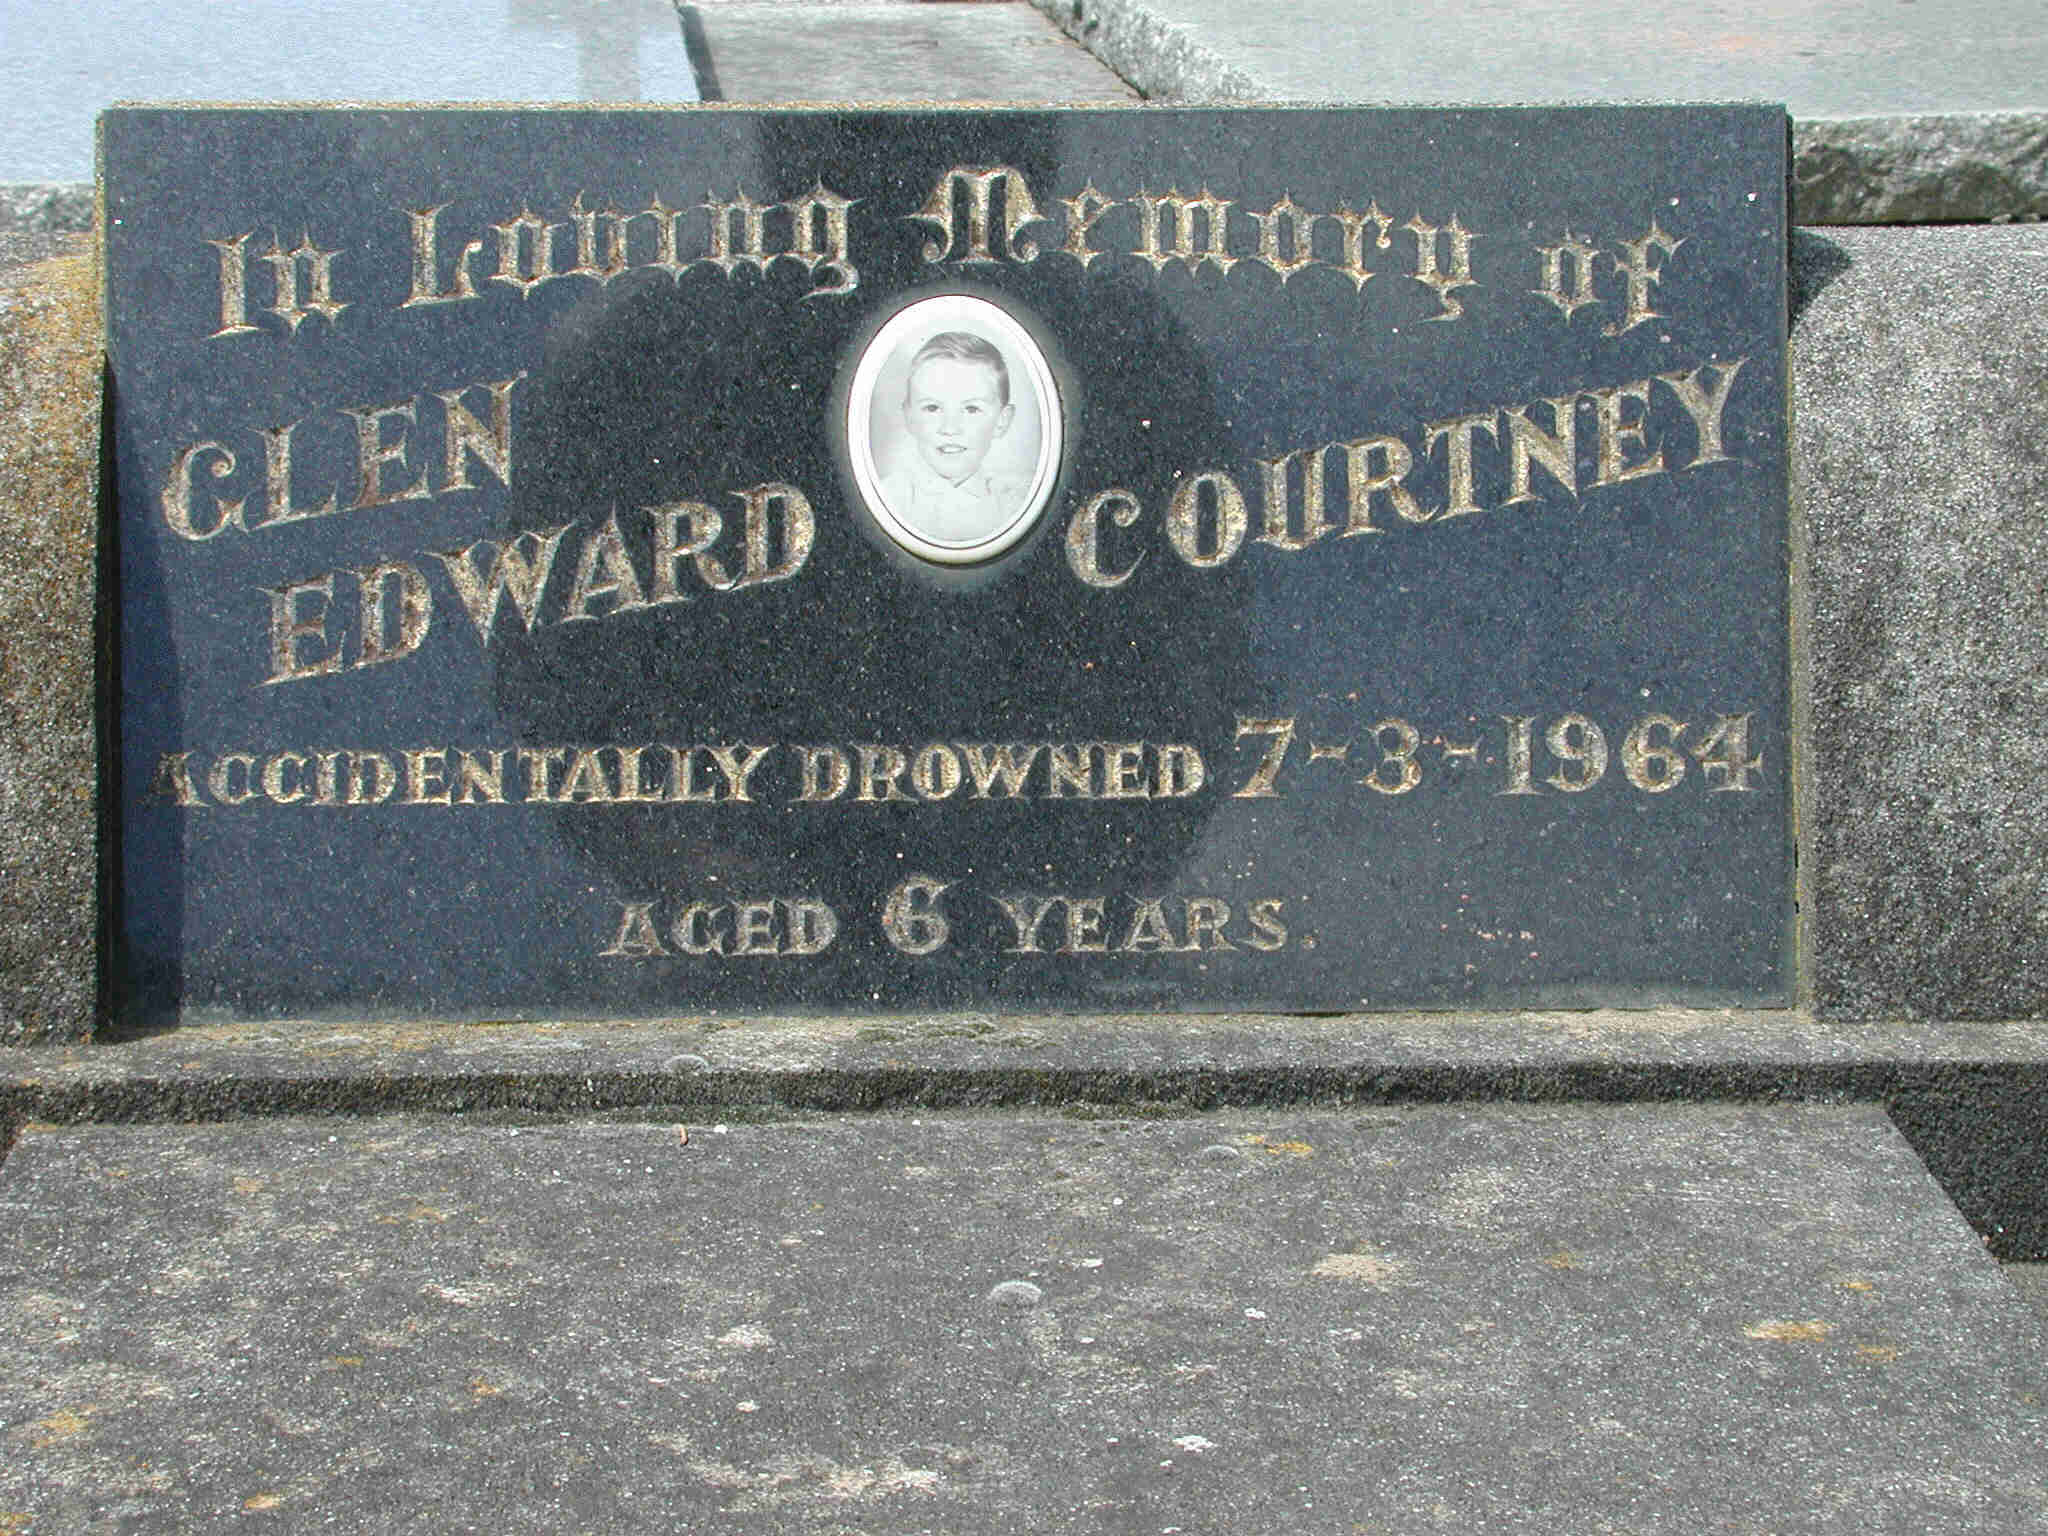 In Loving Memory of
GLEN
EDWARD COURTNEY
ACCIDENTALLY DROWNED 7-3-1964
AGED 6 YEARS.